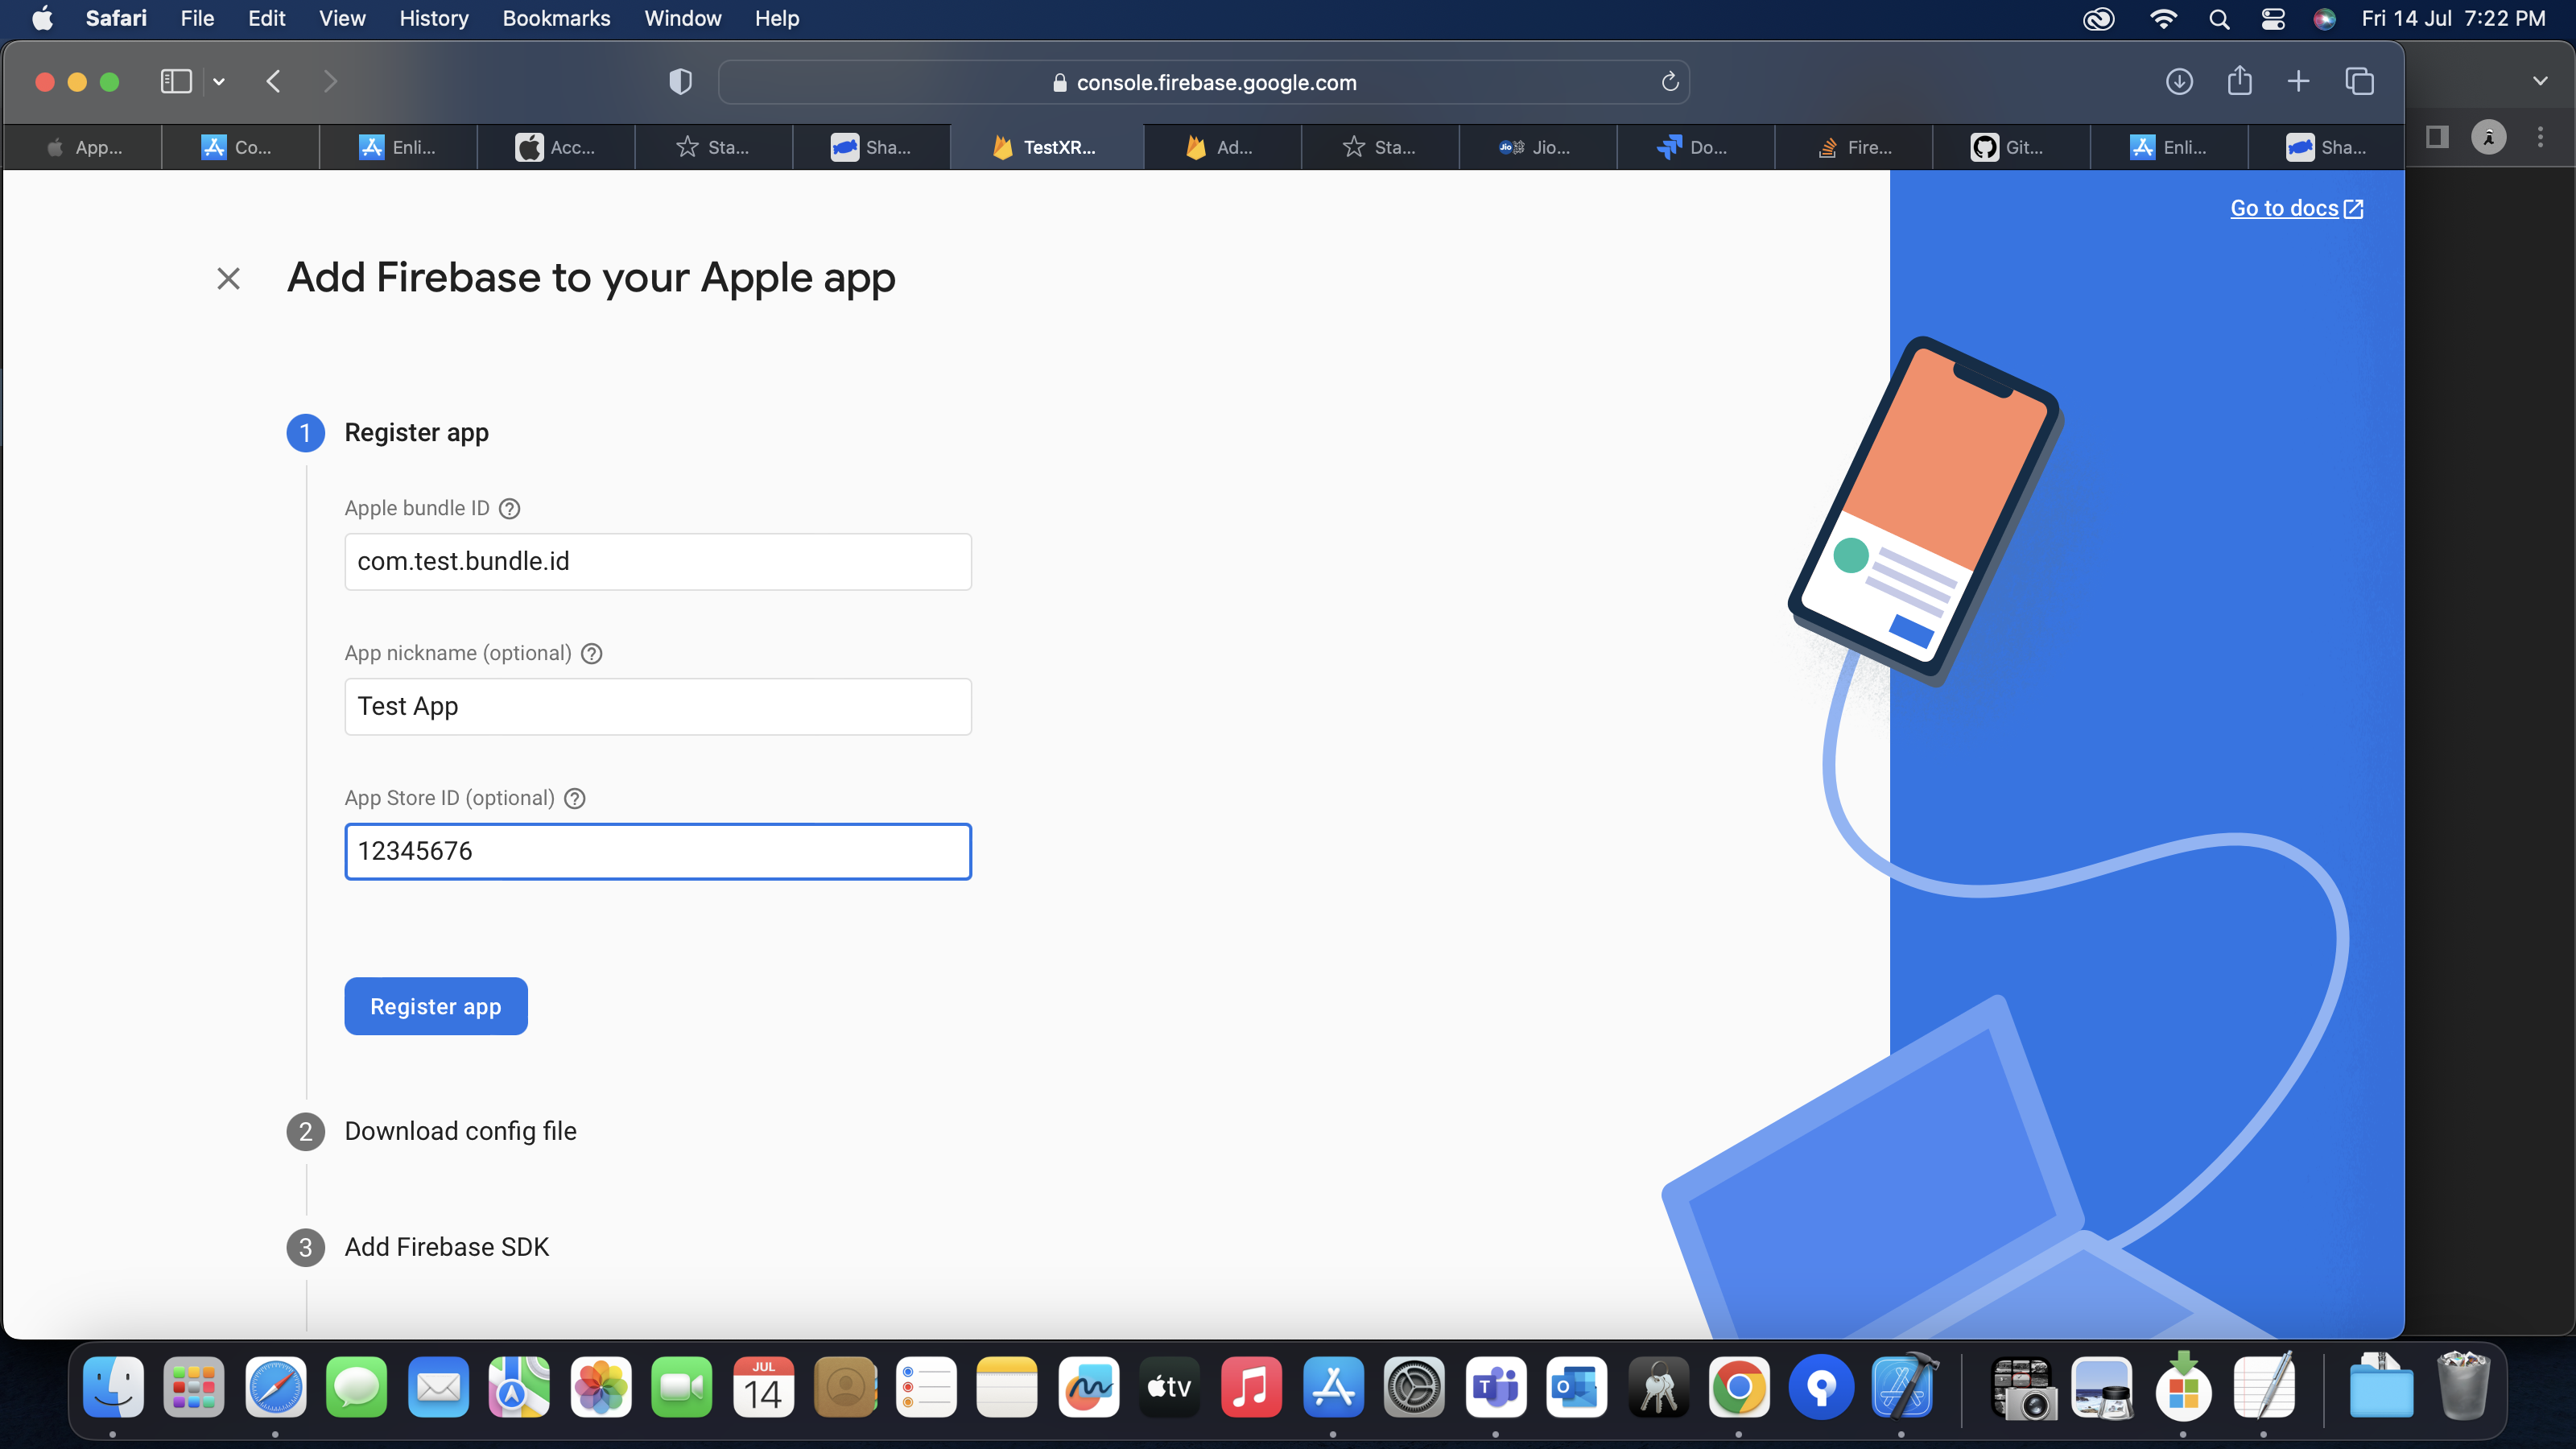 Safari File Edit View History Bookmarks Window Help Fri 14 Jul 7:22 PM
console.firebase.google.com
App... Co... Enli... Acc... Sta... Sha... TestXR... Ad... Sta... Jio Jio... Do... Fire... Git... Enli... Sha...
Go to docs
Add Firebase to your Apple app
1 Register app
Apple bundle ID ?
com.test.bundle.id
App nickname (optional) ?
Test App
App Store ID (optional) ?
12345676
Register app
2 Download config file
3 Add Firebase SDK
JUL
14
tv
T
O